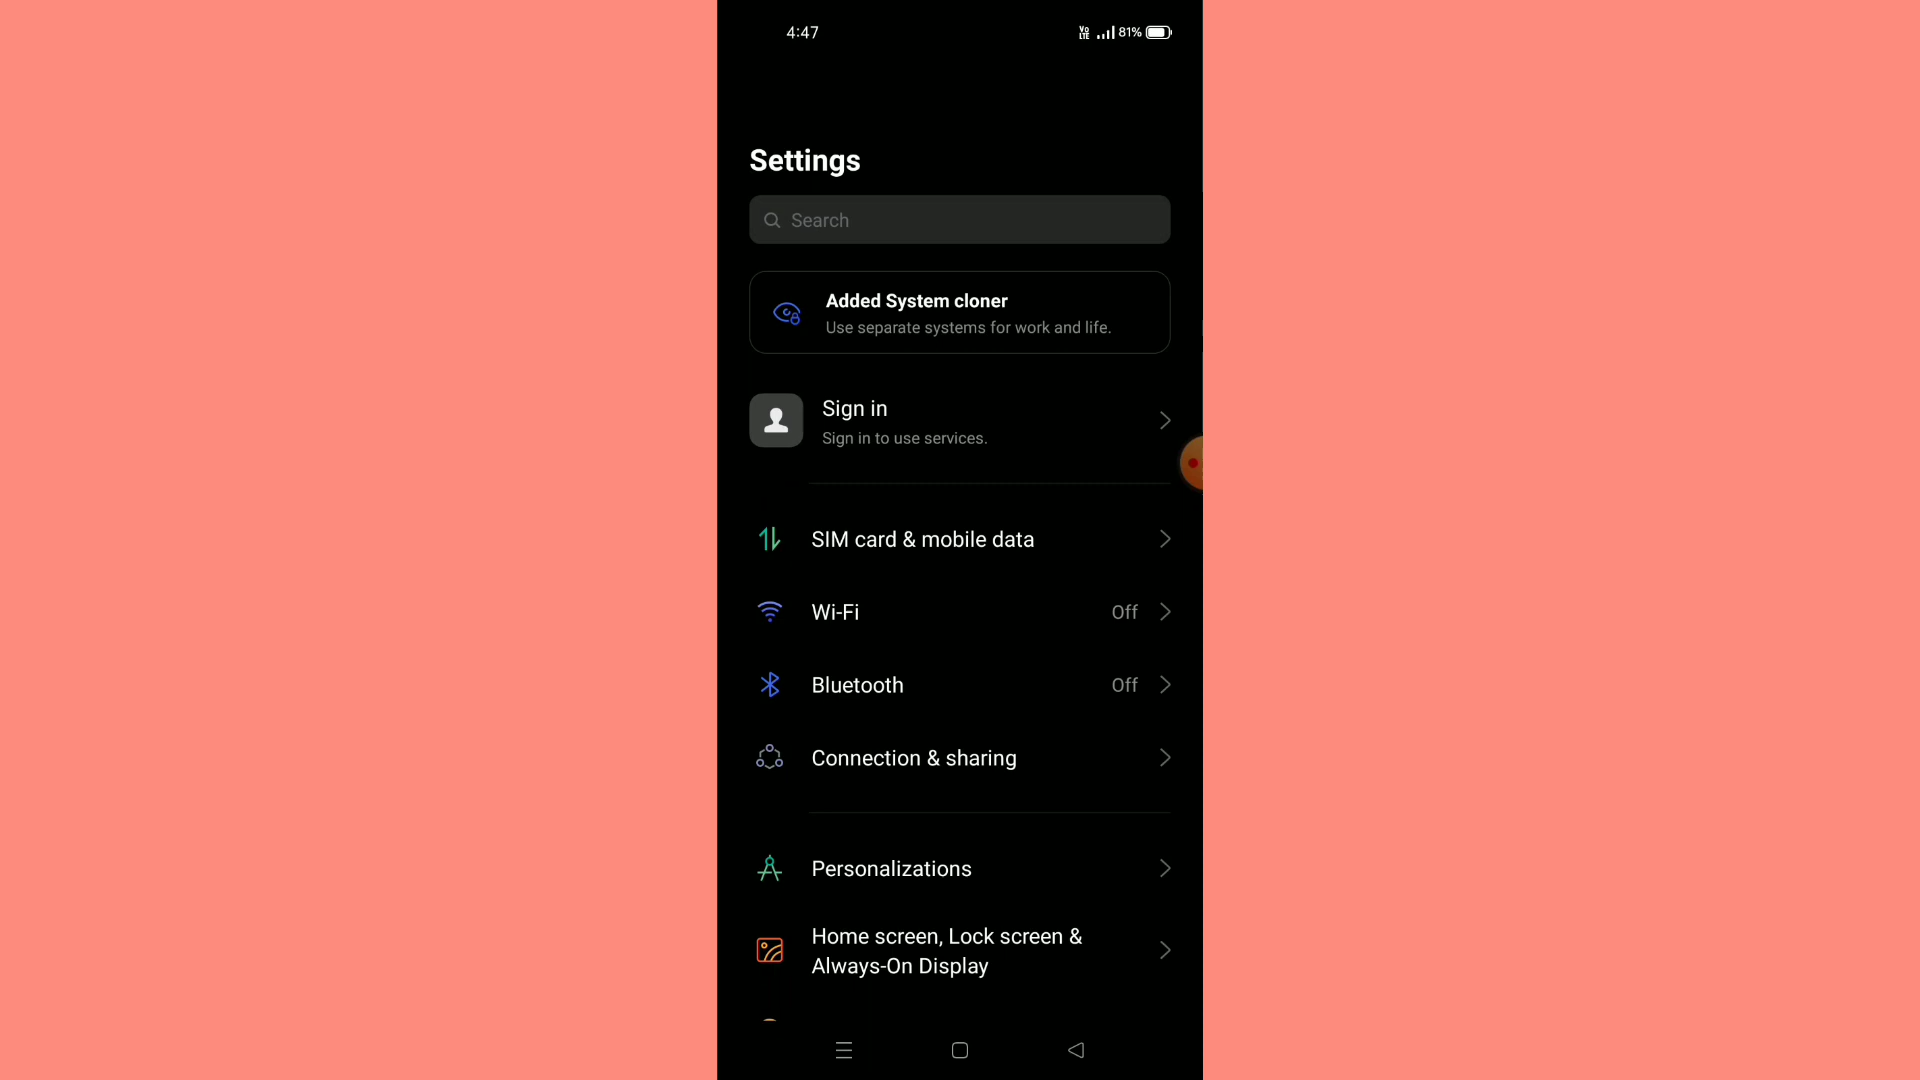 4:47
Vo LTE 81%
Settings
Search
Added System cloner
Use separate systems for work and life.
Sign in
Sign in to use services.
SIM card & mobile data
Wi-Fi Off
Bluetooth Off
Connection & sharing
Personalizations
Home screen, Lock screen &
Always-On Display